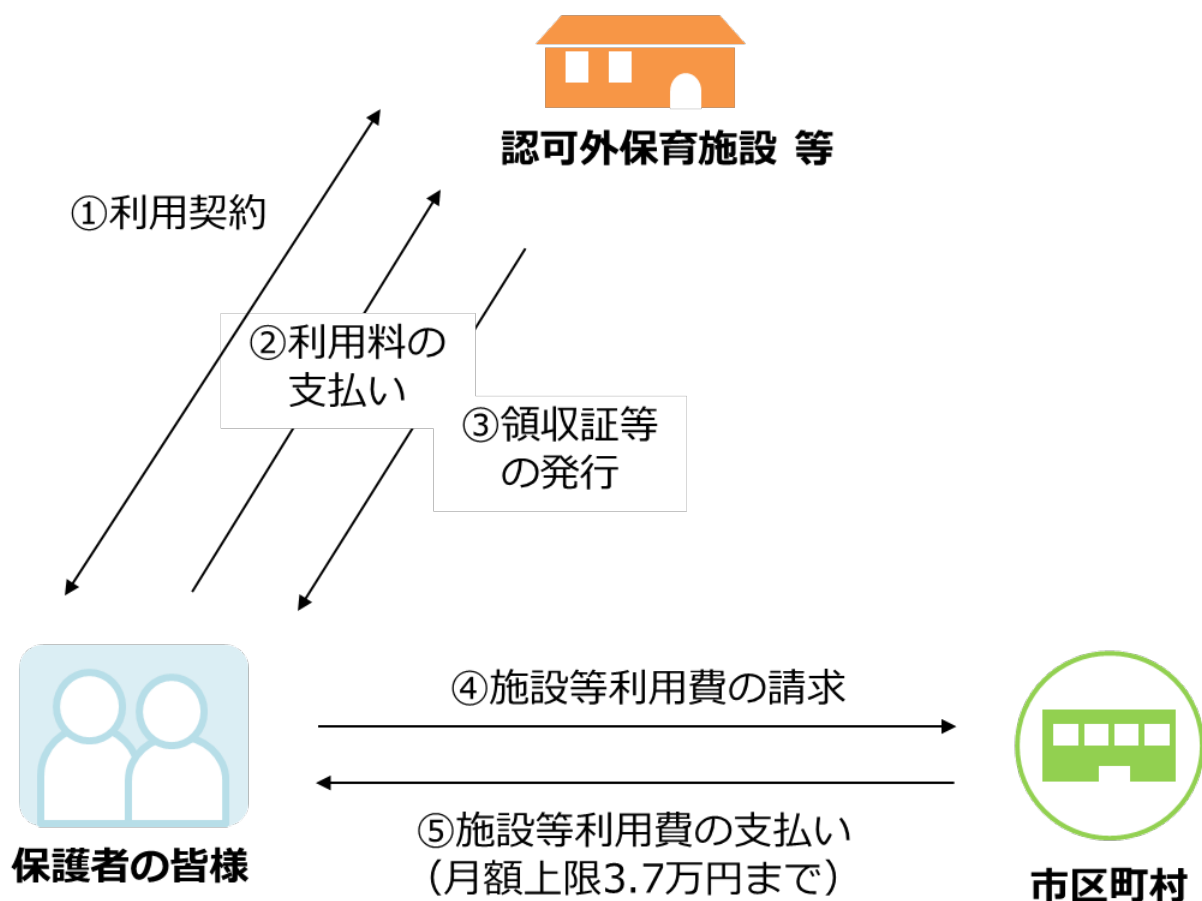 認可外保育施設 等
①利用契約
②利用料の
支払い
③領収証等
の発行
④施設等利用費の請求
⑤施設等利用費の支払い
（月額上限3.7万円まで）
保護者の皆様
市区町村